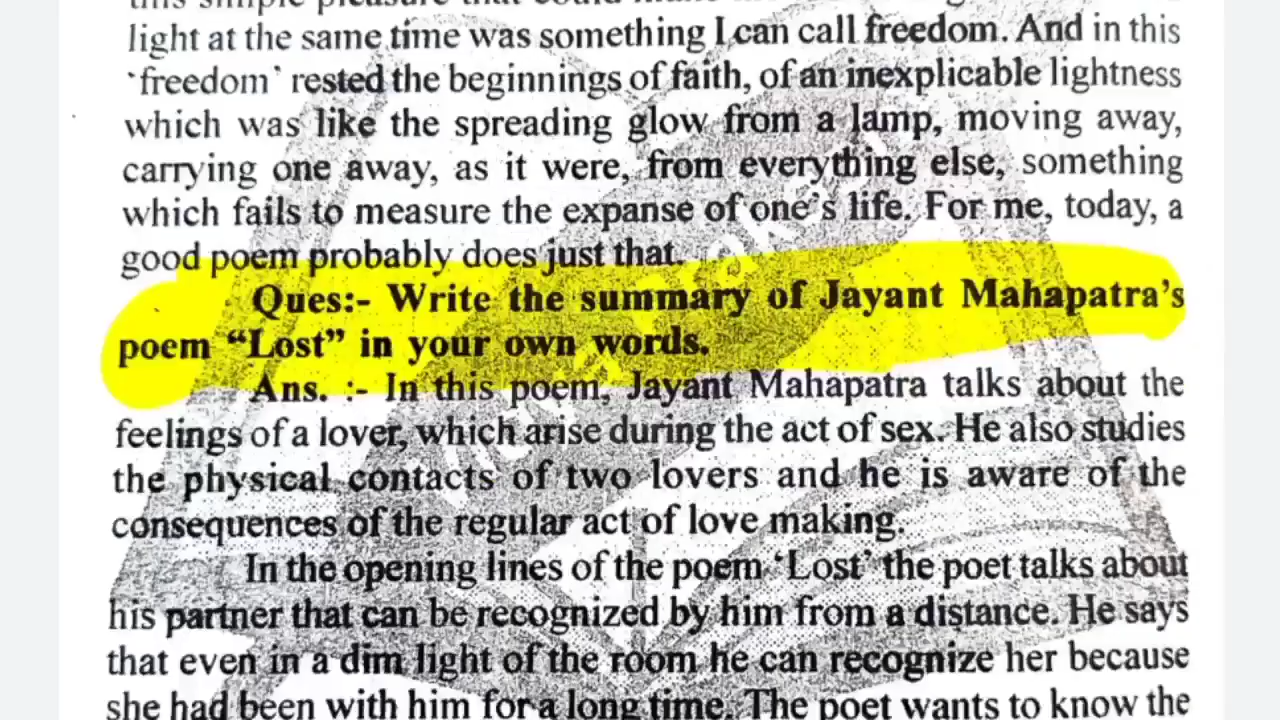 this simple pleasure that could make
light at the same time was something I can call freedom. And in this
'freedom' rested the beginnings of faith, of an inexplicable lightness
which was like the spreading glow from a lamp, moving away,
carrying one away, as it were, from everything else, something
which fails to measure the expanse of one's life. For me, today, a
good poem probably does just that.
Ques:- Write the summary of Jayant Mahapatra's
poem “Lost” in your own words.
Ans. :- In this poem, Jayant Mahapatra talks about the
feelings of a lover, which arise during the act of sex. He also studies
the physical contacts of two lovers and he is aware of the
consequences of the regular act of love making.
In the opening lines of the poem ‘Lost’ the poet talks about
his partner that can be recognized by him from a distance. He says
that even in a dim light of the room he can recognize her because
she had been with him for a long time. The poet wants to know the